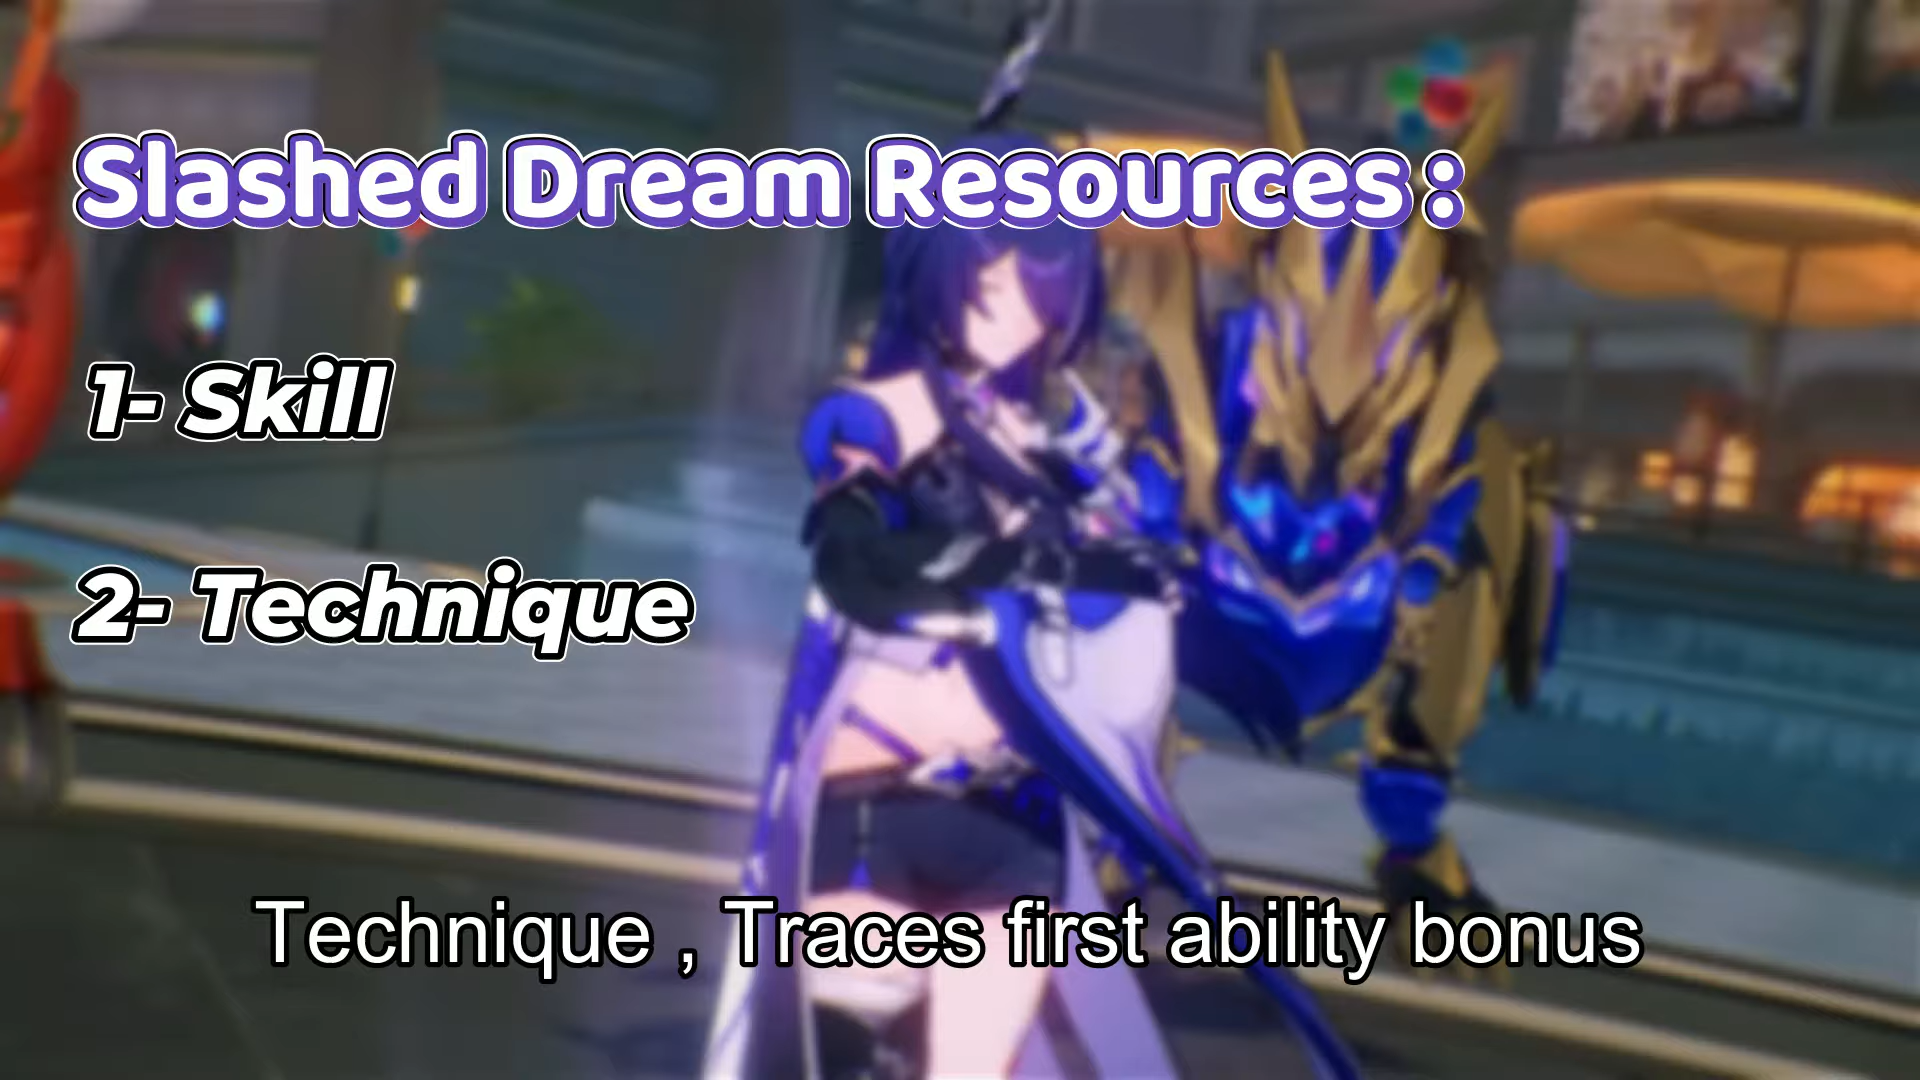 Slashed Dream Resources :
1- Skill
2- Technique
Technique , Traces first ability bonus